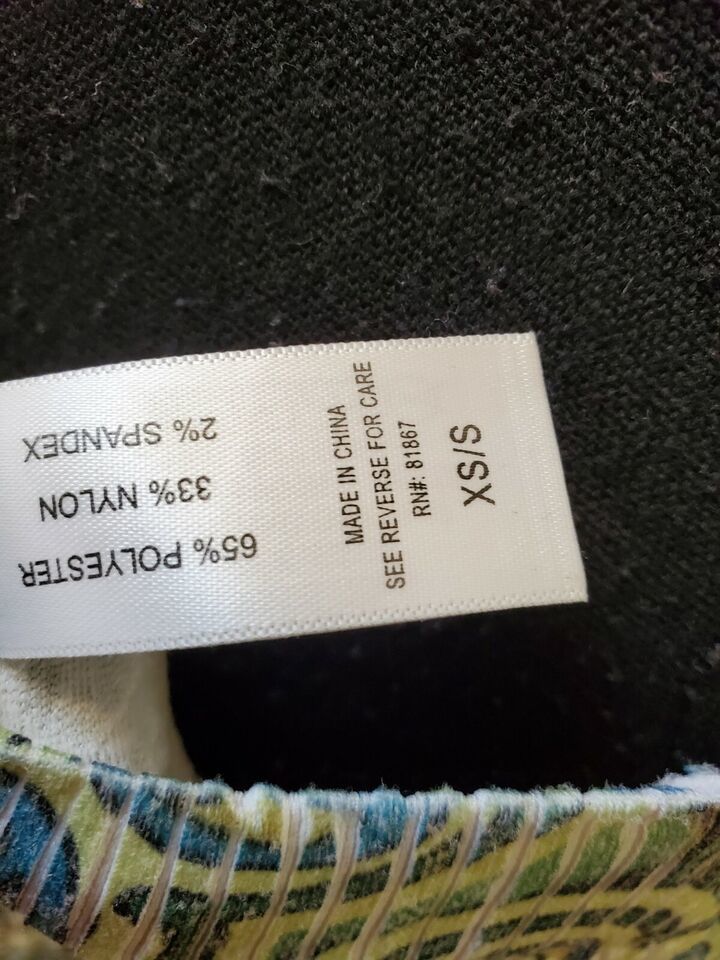 65% POLYESTER
33% NYLON
2% SPANDEX
MADE IN CHINA
SEE REVERSE FOR CARE
RN#: 81867
XS/S